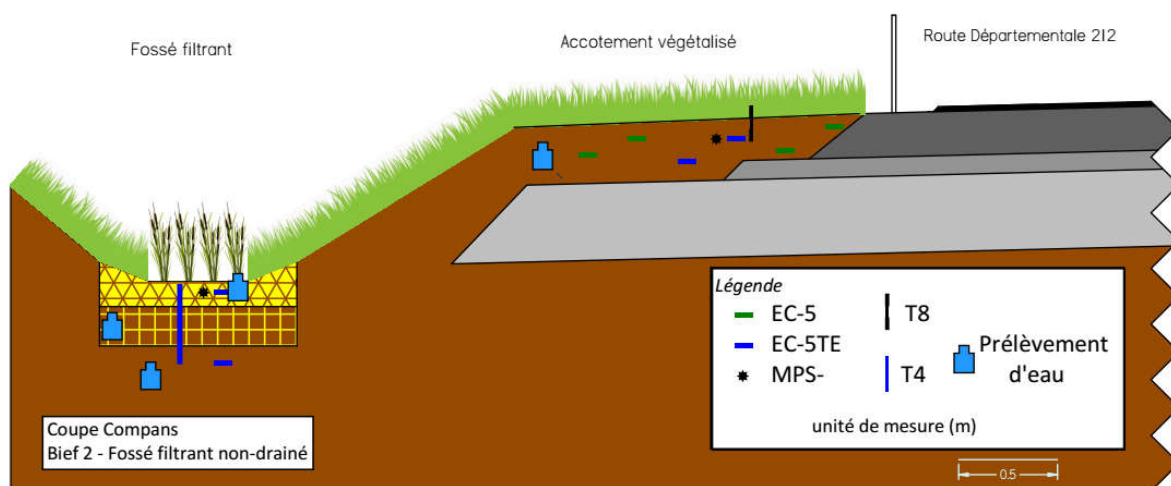 Fossé filtrant
Accotement végétalisé
Route Départementale 212
Légende
EC-5
EC-5TE
MPS-
T8
T4
Prélèvement
d'eau
unité de mesure (m)
Coupe Compans
Bief 2 - Fossé filtrant non-drainé
0.5